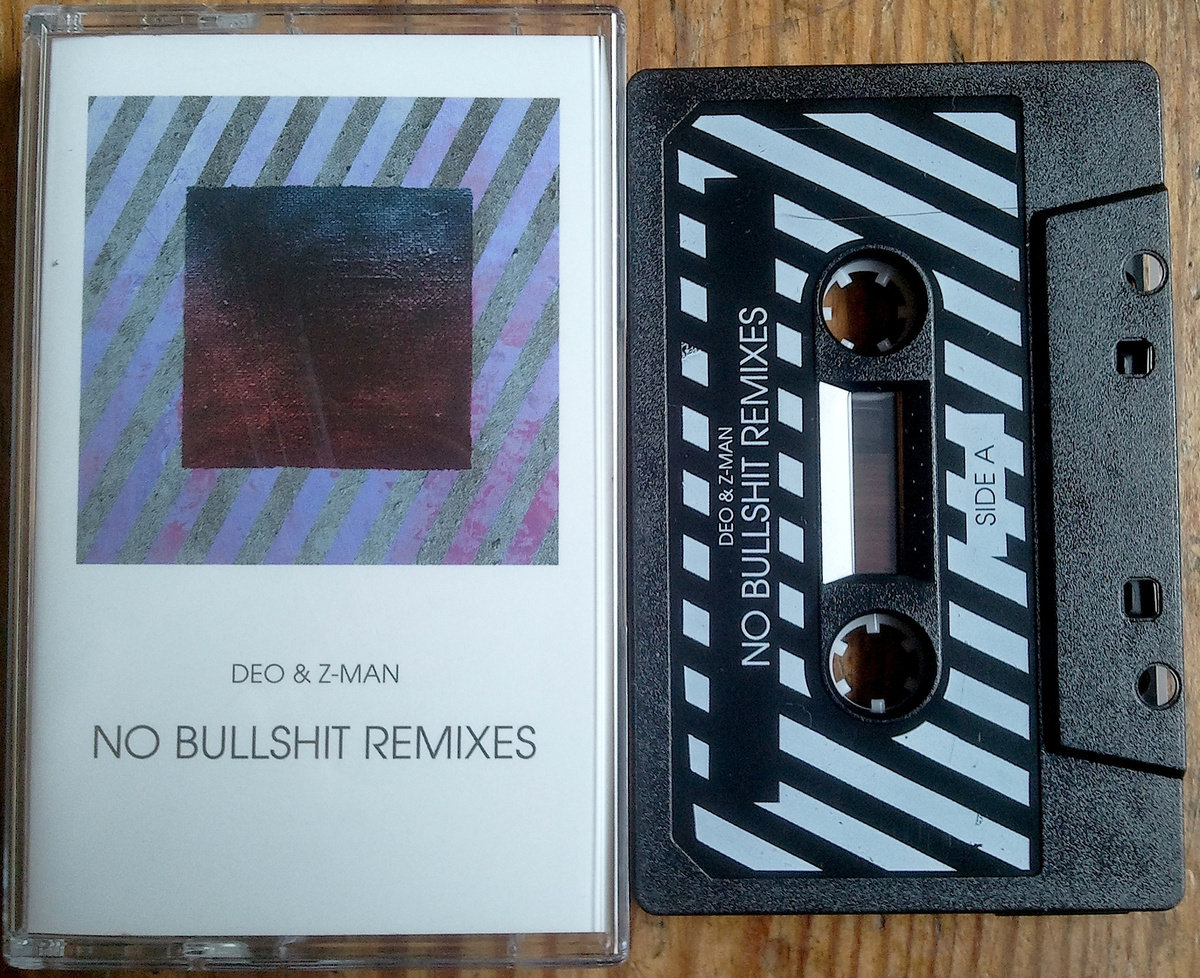 DEO & Z-MAN
NO BULLSHIT REMIXES
DEO & Z-MAN
NO BULLSHIT REMIXES
SIDE A